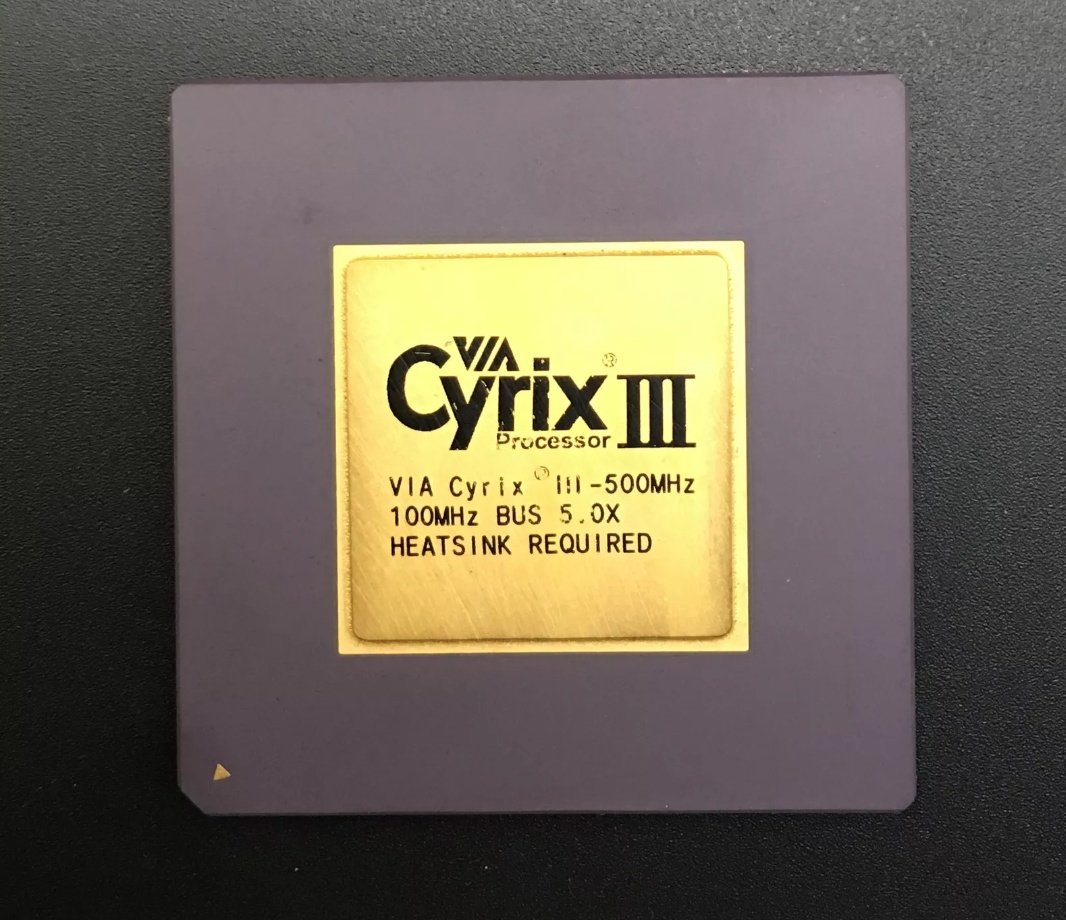 VIA
Cyrix® III
Processor
VIA Cyrix® III-500MHz
100MHz BUS 5.0X
HEATSINK REQUIRED